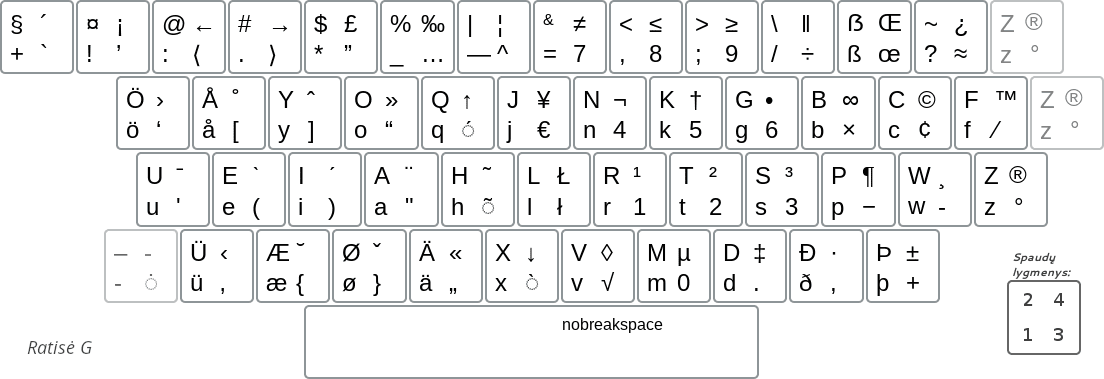 § ´ ¤ ¡ @ ← # → $ £ % ‰ | ¦ & ≠ < ≤ > ≥ \ ‖ ẞ Œ ~ ¿ Z ®
+ ` ! ’ : ⟨ . ⟩ * ” _ … — ^ = 7 , 8 ; 9 / ÷ ß œ ? ≈ z °
Ö › Å ˚ Y ˆ O » Q ↑ J ¥ N ¬ K † G • B ∞ C © F ™ Z ®
ö ‘ å [ y ] o “ q ◌́ j € n 4 k 5 g 6 b × c ¢ f ⁄ z °
U ¯ E ` I ´ A ¨ H ˜ L Ł R ¹ T ² S ³ P ¶ W ¸ Z ®
u ' e ( i ) a " h ◌̃ l ł r 1 t 2 s 3 p − w - z °
– - Ü ‹ Æ ˘ Ø ˇ Ä « X ↓ V ◊ M µ D ‡ Ð · Þ ±
- ◌̇ ü ‚ æ { ø } ä „ x ◌̀ v √ m 0 d . ð , þ +
nobreakspace
Spaudų
lygmenys:
2 4
1 3
Ratisė G